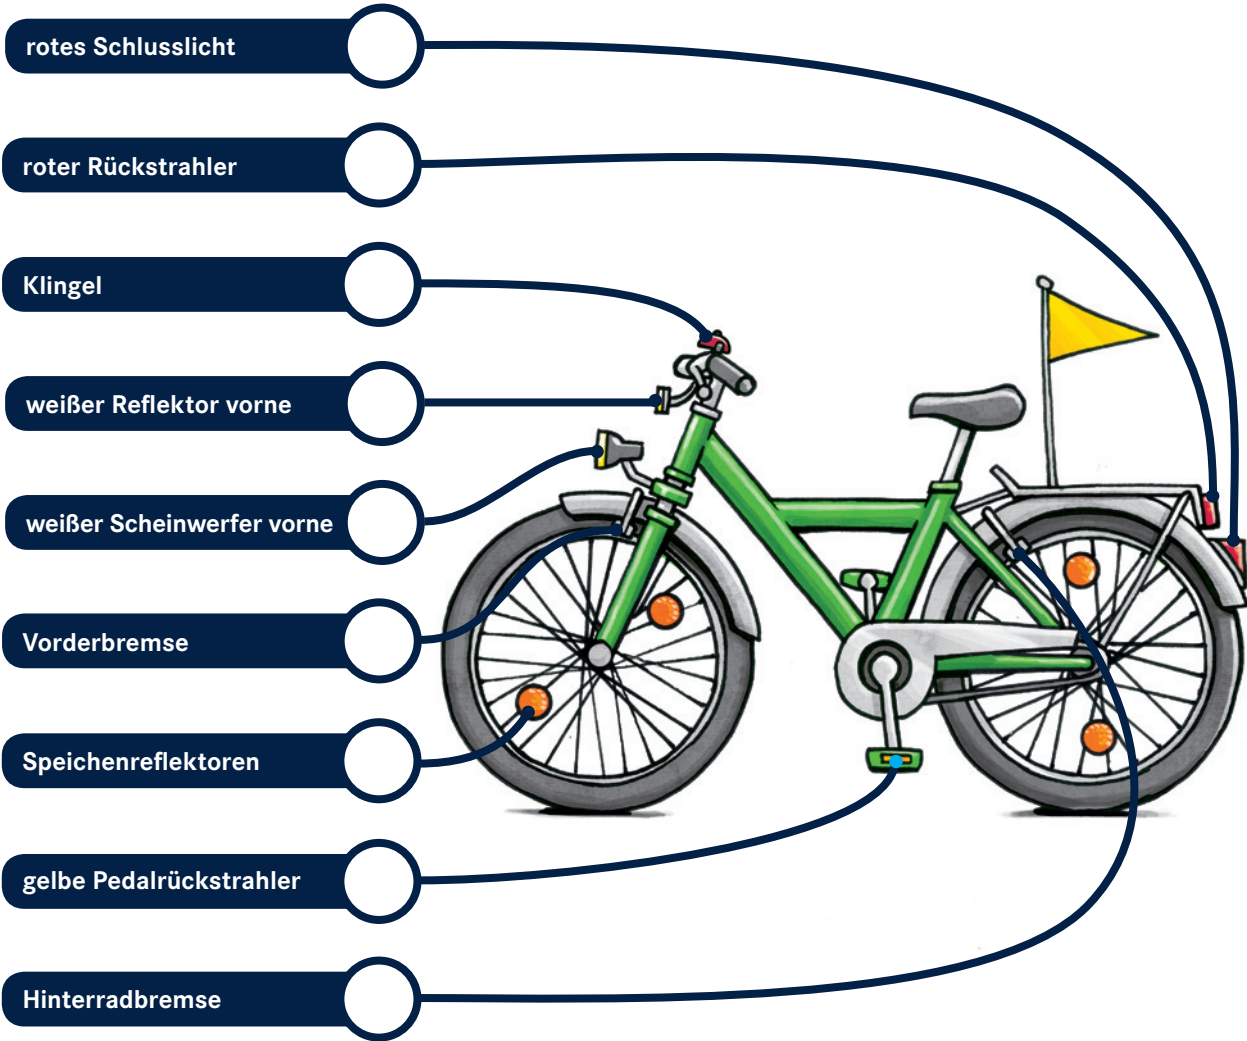 rotes Schlusslicht
roter Rückstrahler
Klingel
weißer Reflektor vorne
weißer Scheinwerfer vorne
Vorderbremse
Speichenreflektoren
gelbe Pedalrückstrahler
Hinterradbremse